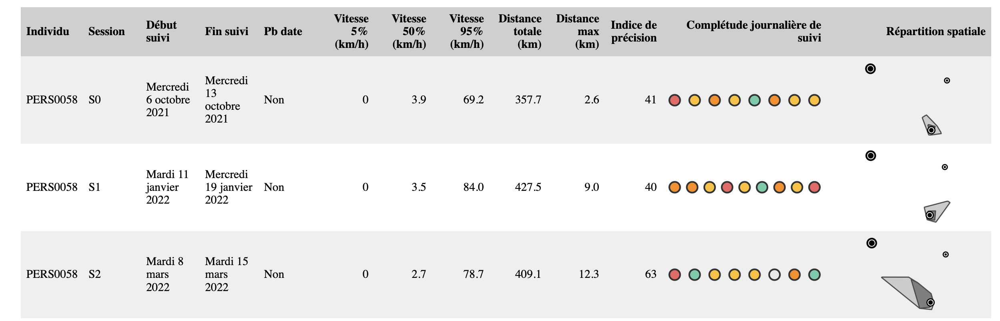 Individu Session Début suivi Fin suivi Pb date Vitesse 5% (km/h) Vitesse 50% (km/h) Vitesse 95% (km/h) Distance totale (km) Distance max (km) Indice de précision Complétude journalière de suivi Répartition spatiale
PERS0058 S0 Mercredi 6 octobre 2021 Mercredi 13 octobre 2021 Non 0 3.9 69.2 357.7 2.6 41
PERS0058 S1 Mardi 11 janvier 2022 Mercredi 19 janvier 2022 Non 0 3.5 84.0 427.5 9.0 40
PERS0058 S2 Mardi 8 mars 2022 Mardi 15 mars 2022 Non 0 2.7 78.7 409.1 12.3 63